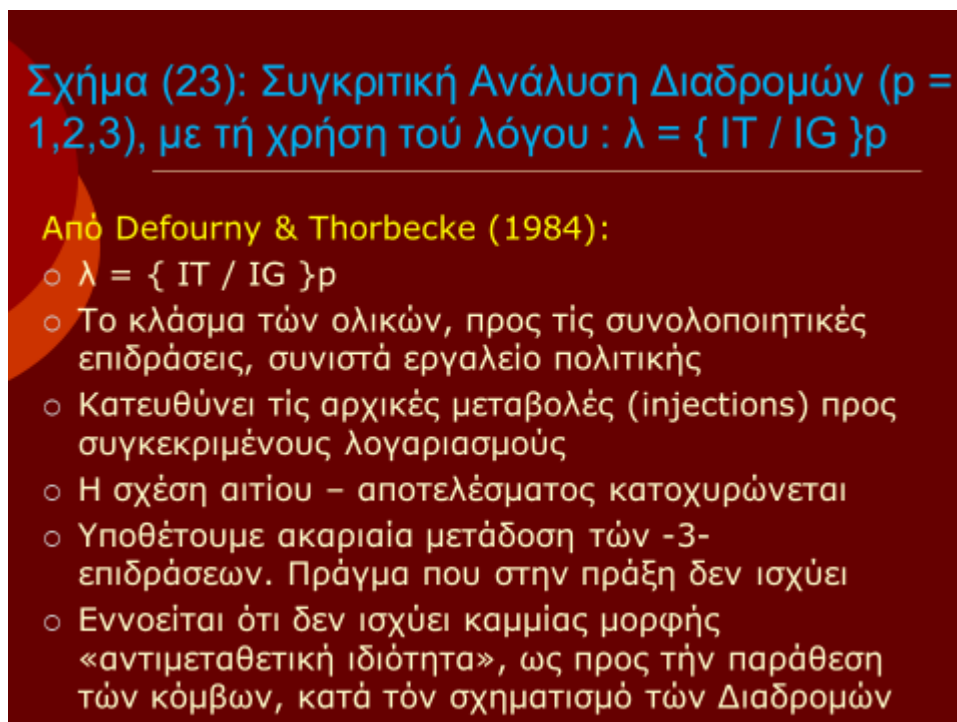 Σχήμα (23): Συγκριτική Ανάλυση Διαδρομών (p =
1,2,3), με τή χρήση τού λόγου : λ = { IT / IG }p
Από Defourny & Thorbecke (1984):
λ = { IT / IG }p
Το κλάσμα τών ολικών, προς τίς συνολοποιητικές
επιδράσεις, συνιστά εργαλείο πολιτικής
Κατευθύνει τίς αρχικές μεταβολές (injections) προς
συγκεκριμένους λογαριασμούς
Η σχέση αιτίου – αποτελέσματος κατοχυρώνεται
Υποθέτουμε ακαριαία μετάδοση τών -3-
επιδράσεων. Πράγμα που στην πράξη δεν ισχύει
Εννοείται ότι δεν ισχύει καμμίας μορφής
«αντιμεταθετική ιδιότητα», ως προς τήν παράθεση
τών κόμβων, κατά τόν σχηματισμό τών Διαδρομών